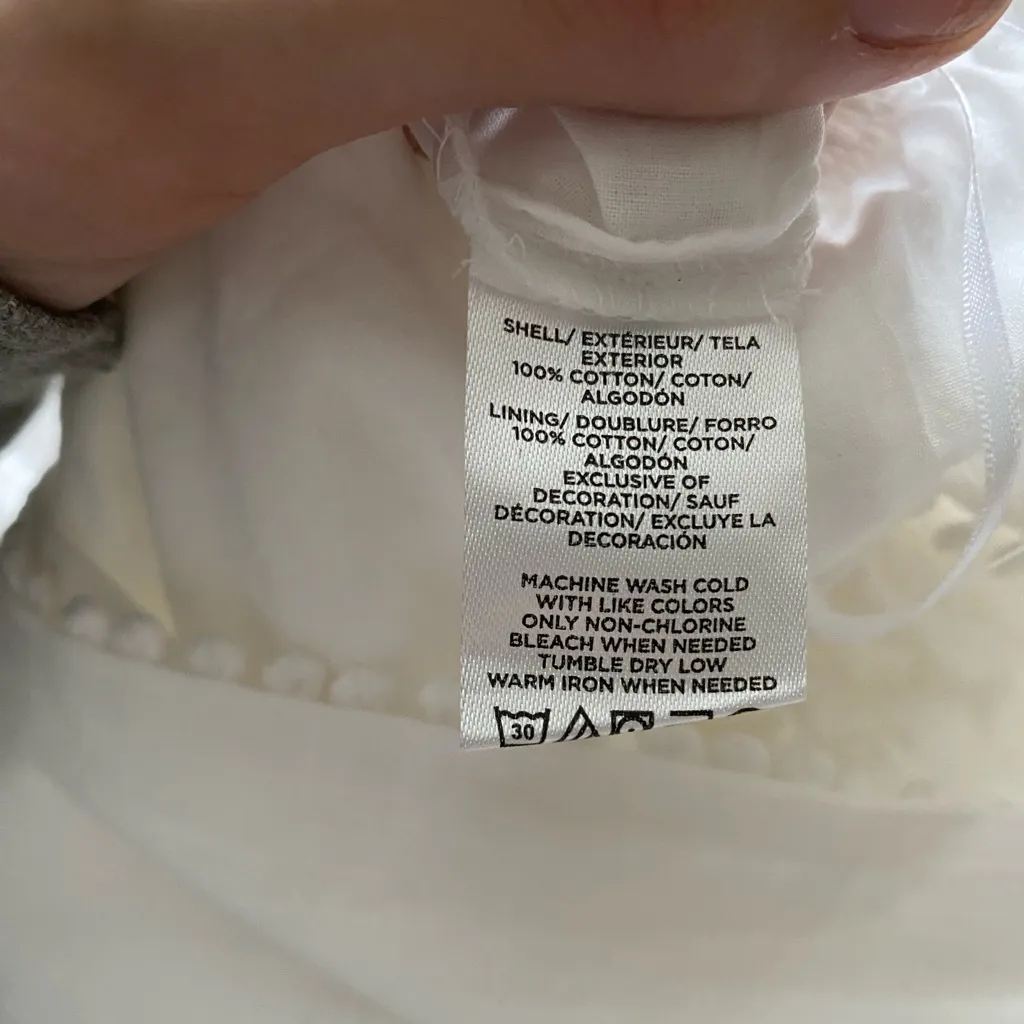 SHELL/ EXTÉRIEUR/ TELA
EXTERIOR
100% COTTON/ COTON/
ALGODÓN
LINING/ DOUBLURE/ FORRO
100% COTTON/ COTON/
ALGODÓN
EXCLUSIVE OF
DECORATION/ SAUF
DÉCORATION/ EXCLUYE LA
DECORACIÓN
MACHINE WASH COLD
WITH LIKE COLORS
ONLY NON-CHLORINE
BLEACH WHEN NEEDED
TUMBLE DRY LOW
WARM IRON WHEN NEEDED
30